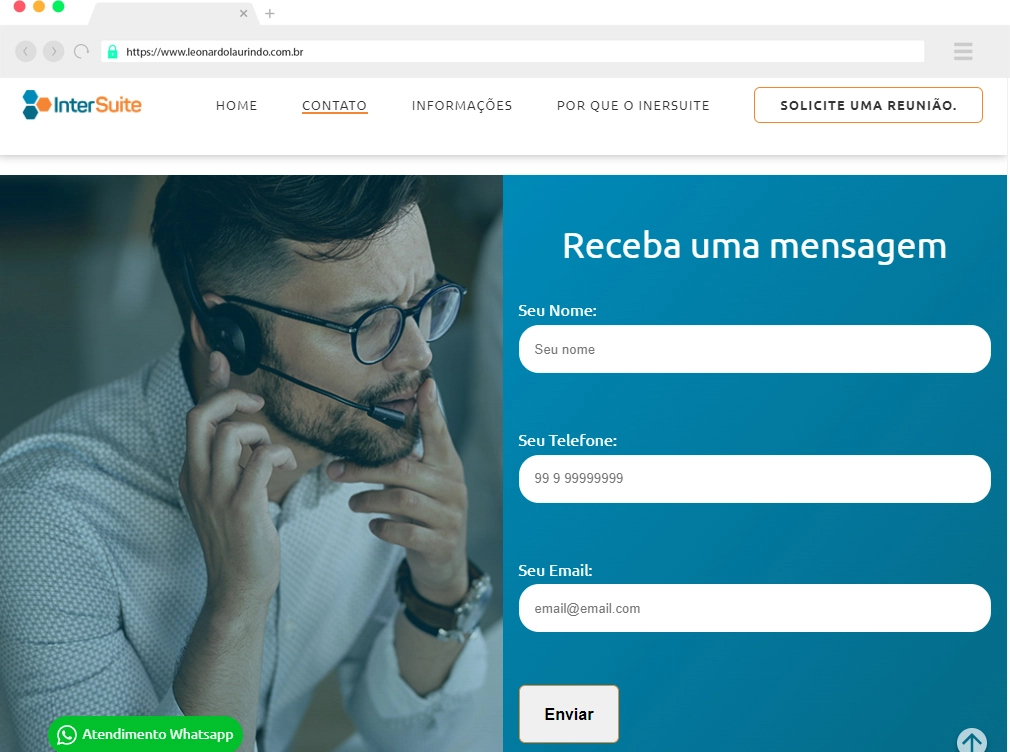 https://www.leonardolaurindo.com.br
InterSuite
HOME
CONTATO
INFORMAÇÕES
POR QUE O INERSUITE
SOLICITE UMA REUNIÃO.
Receba uma mensagem
Seu Nome:
Seu nome
Seu Telefone:
99 9 99999999
Seu Email:
email@email.com
Enviar
Atendimento Whatsapp